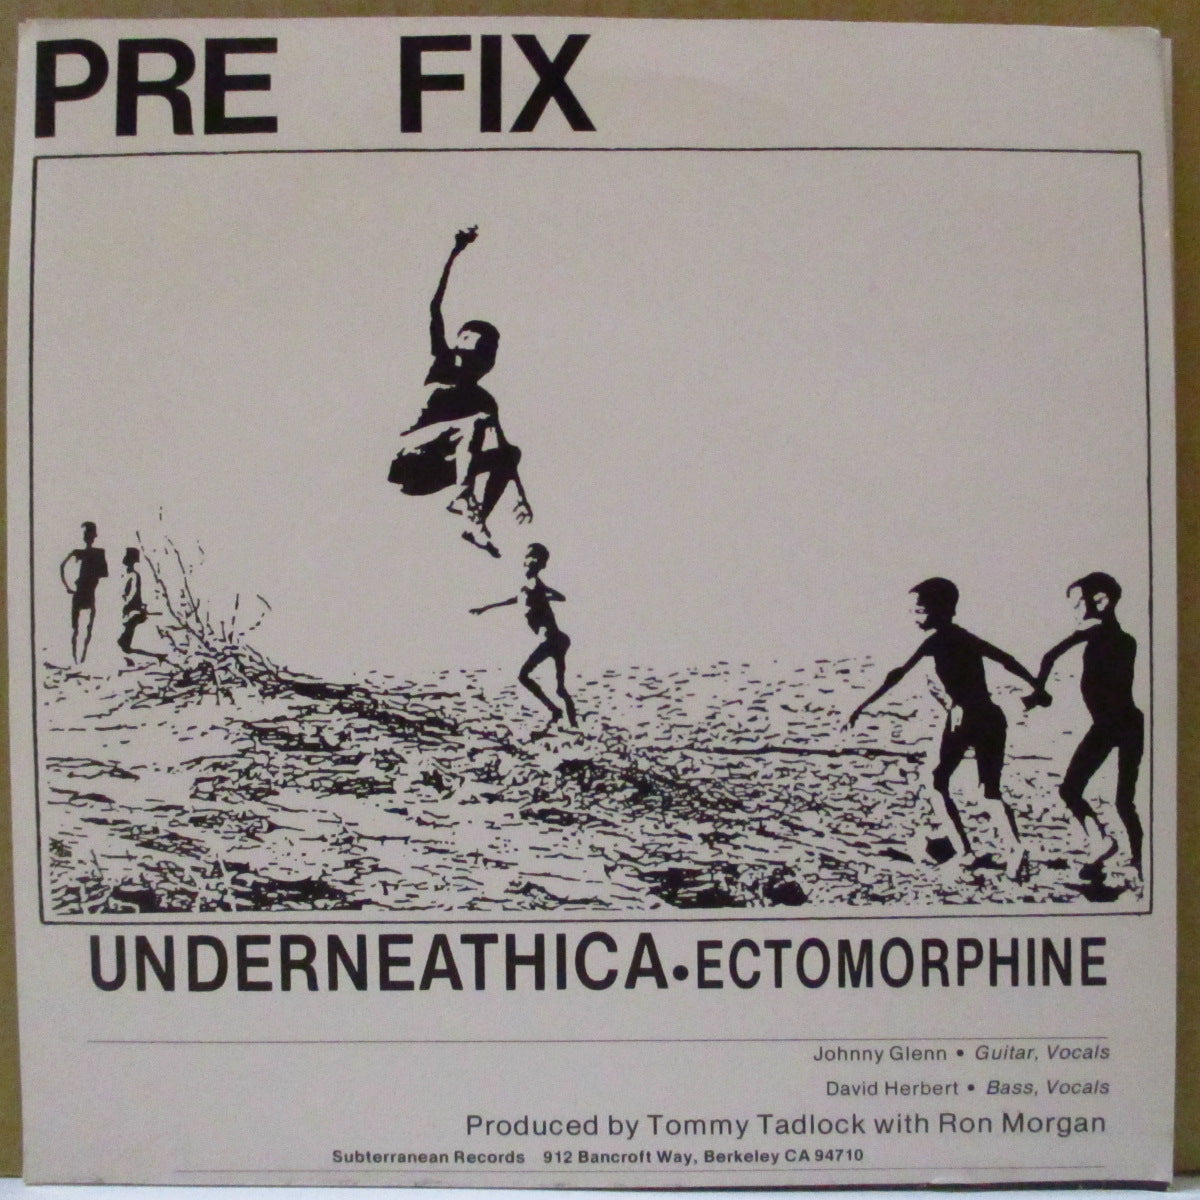 PRE FIX
UNDERNEATHICA•ECTOMORPHINE
Johnny Glenn • Guitar, Vocals
David Herbert • Bass, Vocals
Produced by Tommy Tadlock with Ron Morgan
Subterranean Records 912 Bancroft Way, Berkeley CA 94710